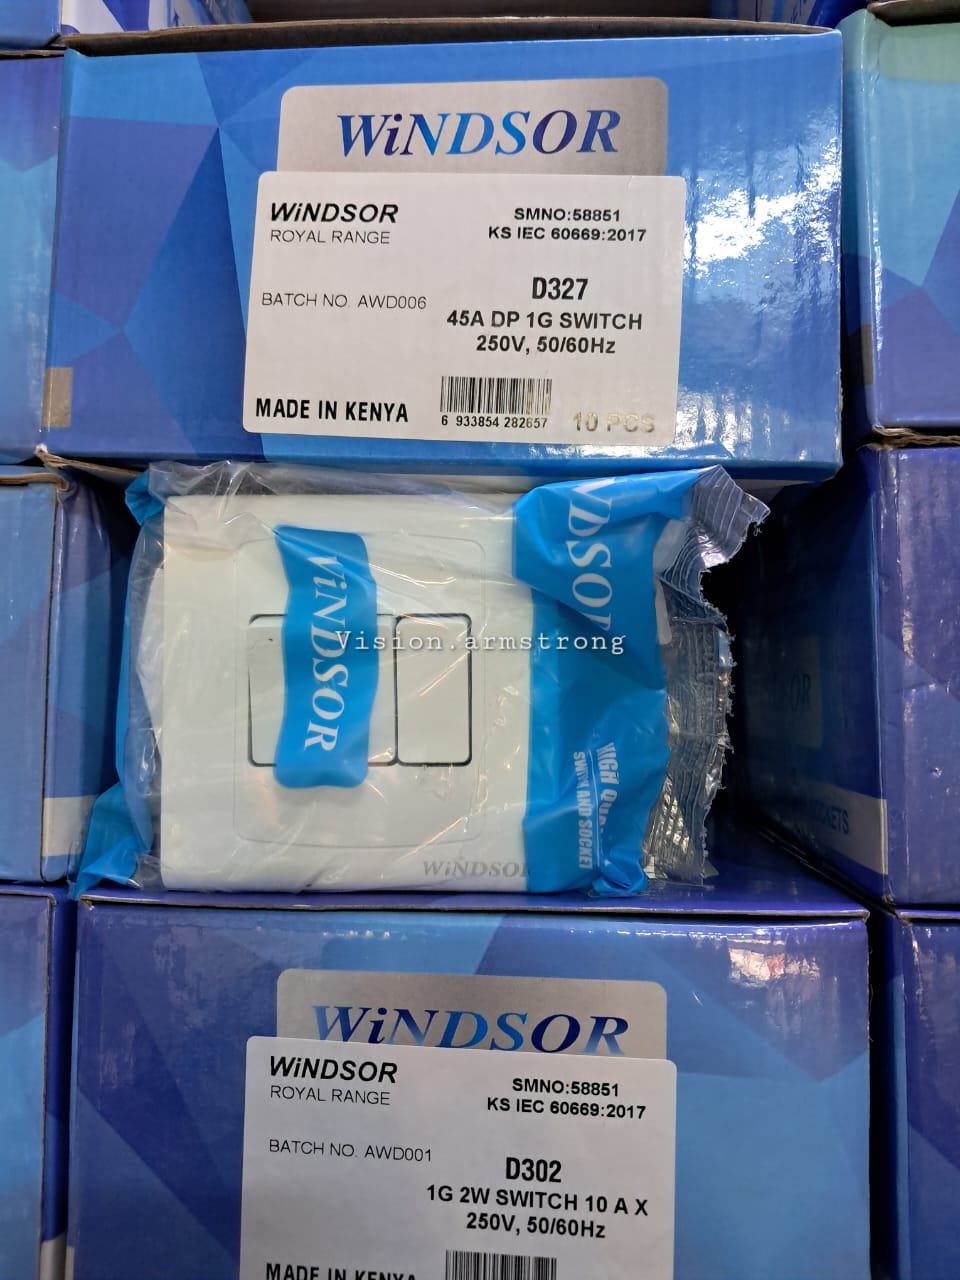 WiNDSOR
WiNDSOR
ROYAL RANGE
SMNO:58851
KS IEC 60669:2017
BATCH NO. AWD006
D327
45A DP 1G SWITCH
250V, 50/60Hz
MADE IN KENYA
6 933854 282657
10 PCS
WiNDSOR
Vision.armstrong
HIGH
AND SOCKET
WiNDSOR
WiNDSOR
WiNDSOR
ROYAL RANGE
SMNO:58851
KS IEC 60669:2017
BATCH NO. AWD001
D302
1G 2W SWITCH 10 A X
250V, 50/60Hz
MADE IN KENYA